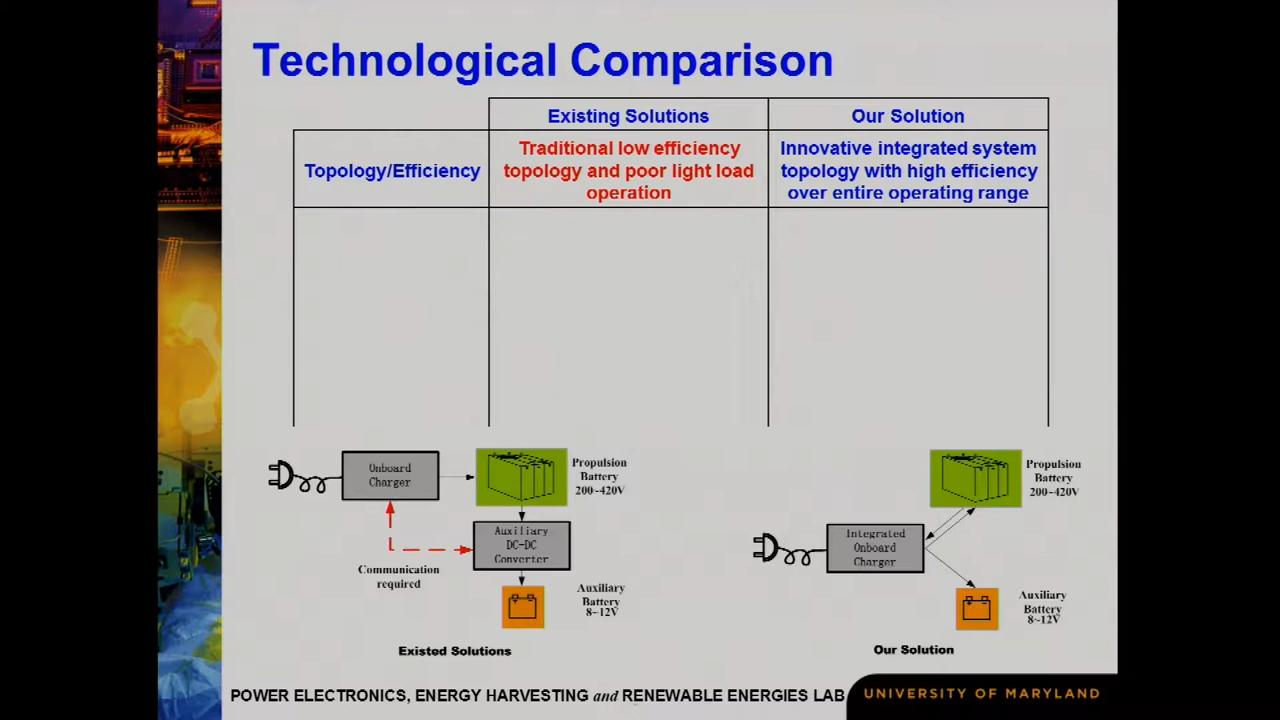 Technological Comparison
Existing Solutions
Our Solution
Topology/Efficiency
Traditional low efficiency
topology and poor light load
operation
Innovative integrated system
topology with high efficiency
over entire operating range
Onboard
Charger
Propulsion
Battery
200~420V
Auxiliary
DC-DC
Converter
Communication
required
Auxiliary
Battery
8~12V
Existed Solutions
Propulsion
Battery
200~420V
Integrated
Onboard
Charger
Auxiliary
Battery
8~12V
Our Solution
POWER ELECTRONICS, ENERGY HARVESTING and RENEWABLE ENERGIES LAB
UNIVERSITY OF MARYLAND